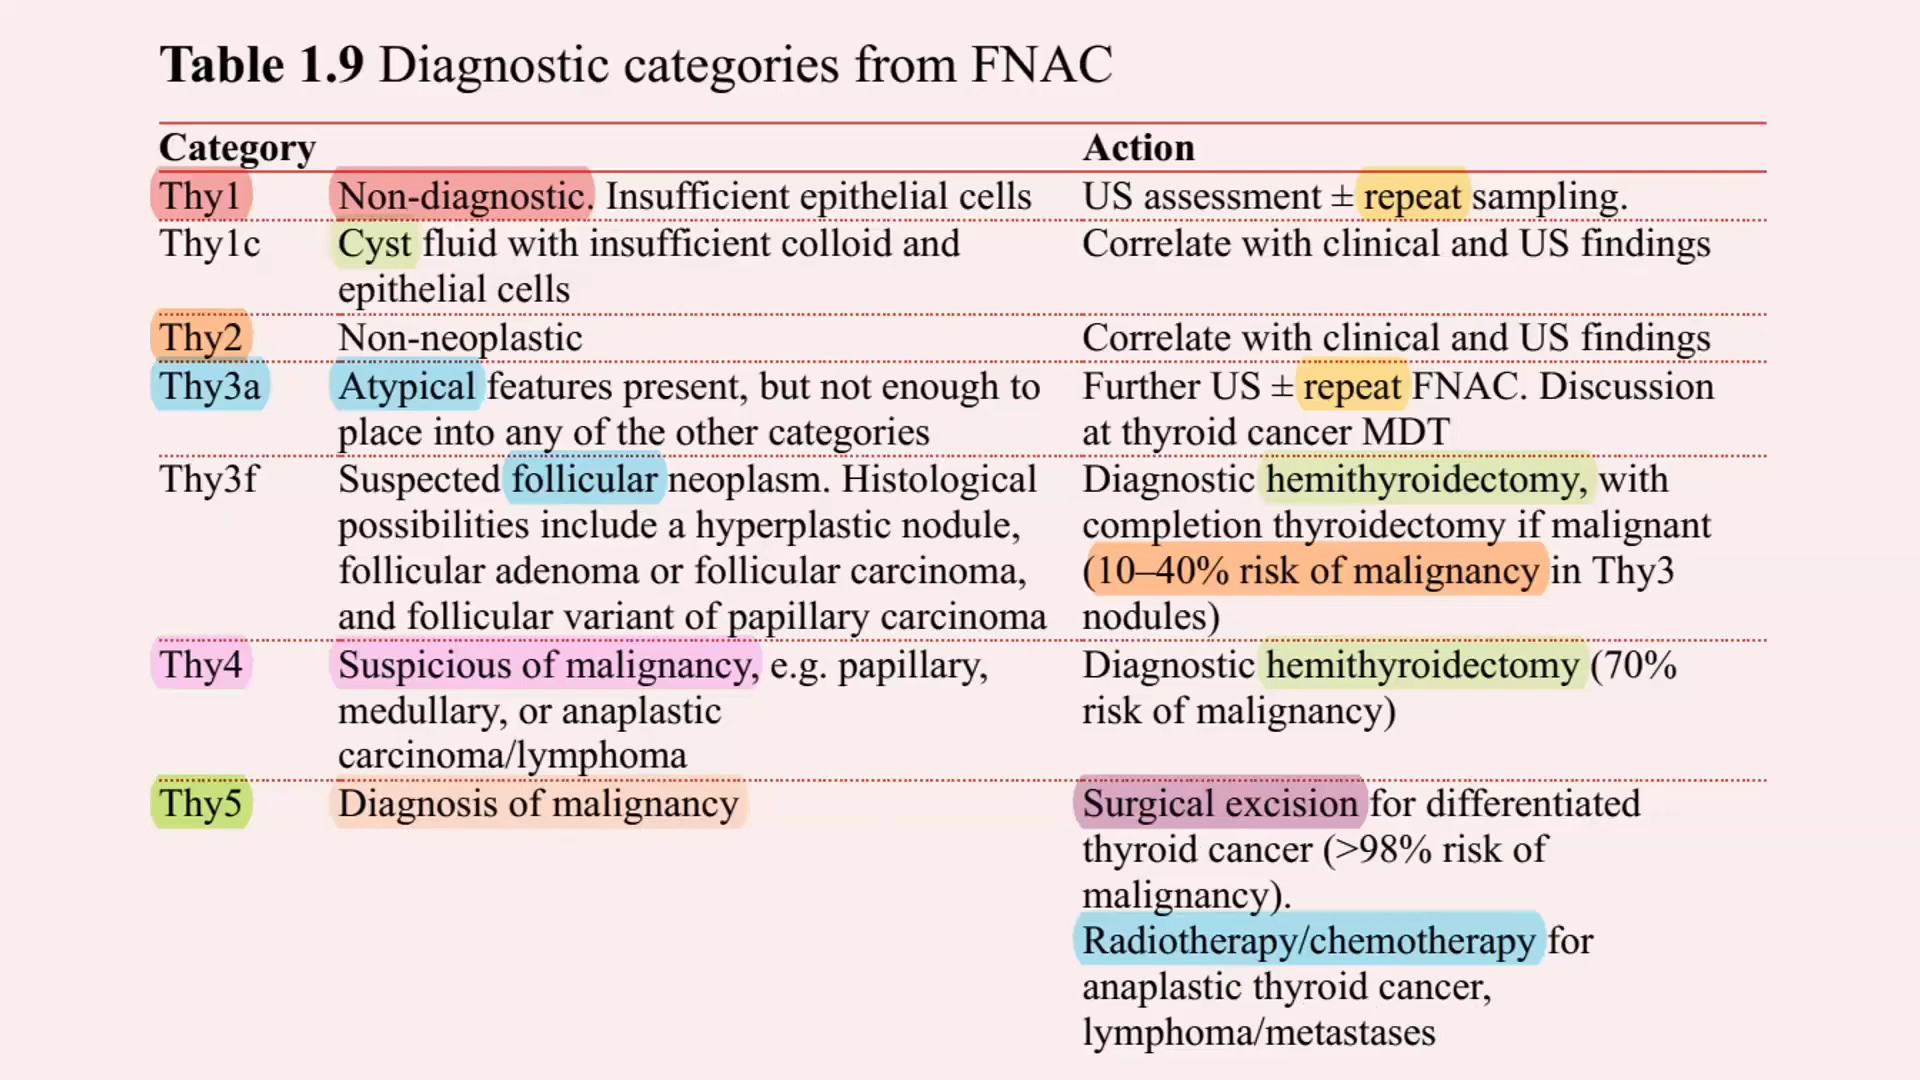 Table 1.9 Diagnostic categories from FNAC
Category Action
Thy1 Non-diagnostic. Insufficient epithelial cells US assessment ± repeat sampling.
Thy1c Cyst fluid with insufficient colloid and Correlate with clinical and US findings
epithelial cells
Thy2 Non-neoplastic Correlate with clinical and US findings
Thy3a Atypical features present, but not enough to Further US ± repeat FNAC. Discussion
place into any of the other categories at thyroid cancer MDT
Thy3f Suspected follicular neoplasm. Histological Diagnostic hemithyroidectomy, with
possibilities include a hyperplastic nodule, completion thyroidectomy if malignant
follicular adenoma or follicular carcinoma, (10–40% risk of malignancy in Thy3
and follicular variant of papillary carcinoma nodules)
Thy4 Suspicious of malignancy, e.g. papillary, Diagnostic hemithyroidectomy (70%
medullary, or anaplastic risk of malignancy)
carcinoma/lymphoma
Thy5 Diagnosis of malignancy Surgical excision for differentiated
thyroid cancer (>98% risk of
malignancy).
Radiotherapy/chemotherapy for
anaplastic thyroid cancer,
lymphoma/metastases